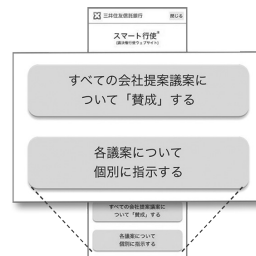 三井住友信託銀行
閉じる
スマート行使®
(議決権行使ウェブサイト)
すべての会社提案議案に
ついて「賛成」する
各議案について
個別に指示する
すべての会社提案議案に
ついて「賛成」する
各議案について
個別に指示する